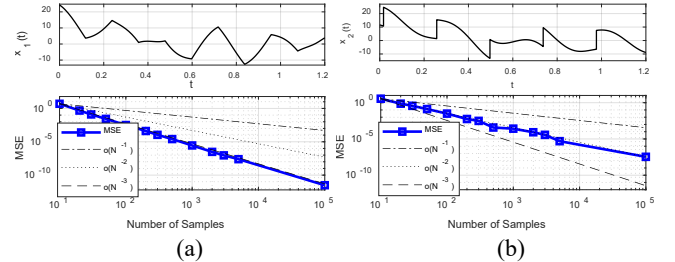 20
10
0
-10
x 1 (t)
0 0.2 0.4 0.6 0.8 1 1.2
t
10 0
10 -5
10 -10
MSE
MSE
o(N -1 )
o(N -2 )
o(N -3 )
10 1 10 2 10 3 10 4 10 5
Number of Samples
(a)
20
10
0
-10
x 2 (t)
0 0.2 0.4 0.6 0.8 1 1.2
t
10 0
10 -5
10 -10
MSE
MSE
o(N -1 )
o(N -2 )
o(N -3 )
10 1 10 2 10 3 10 4 10 5
Number of Samples
(b)